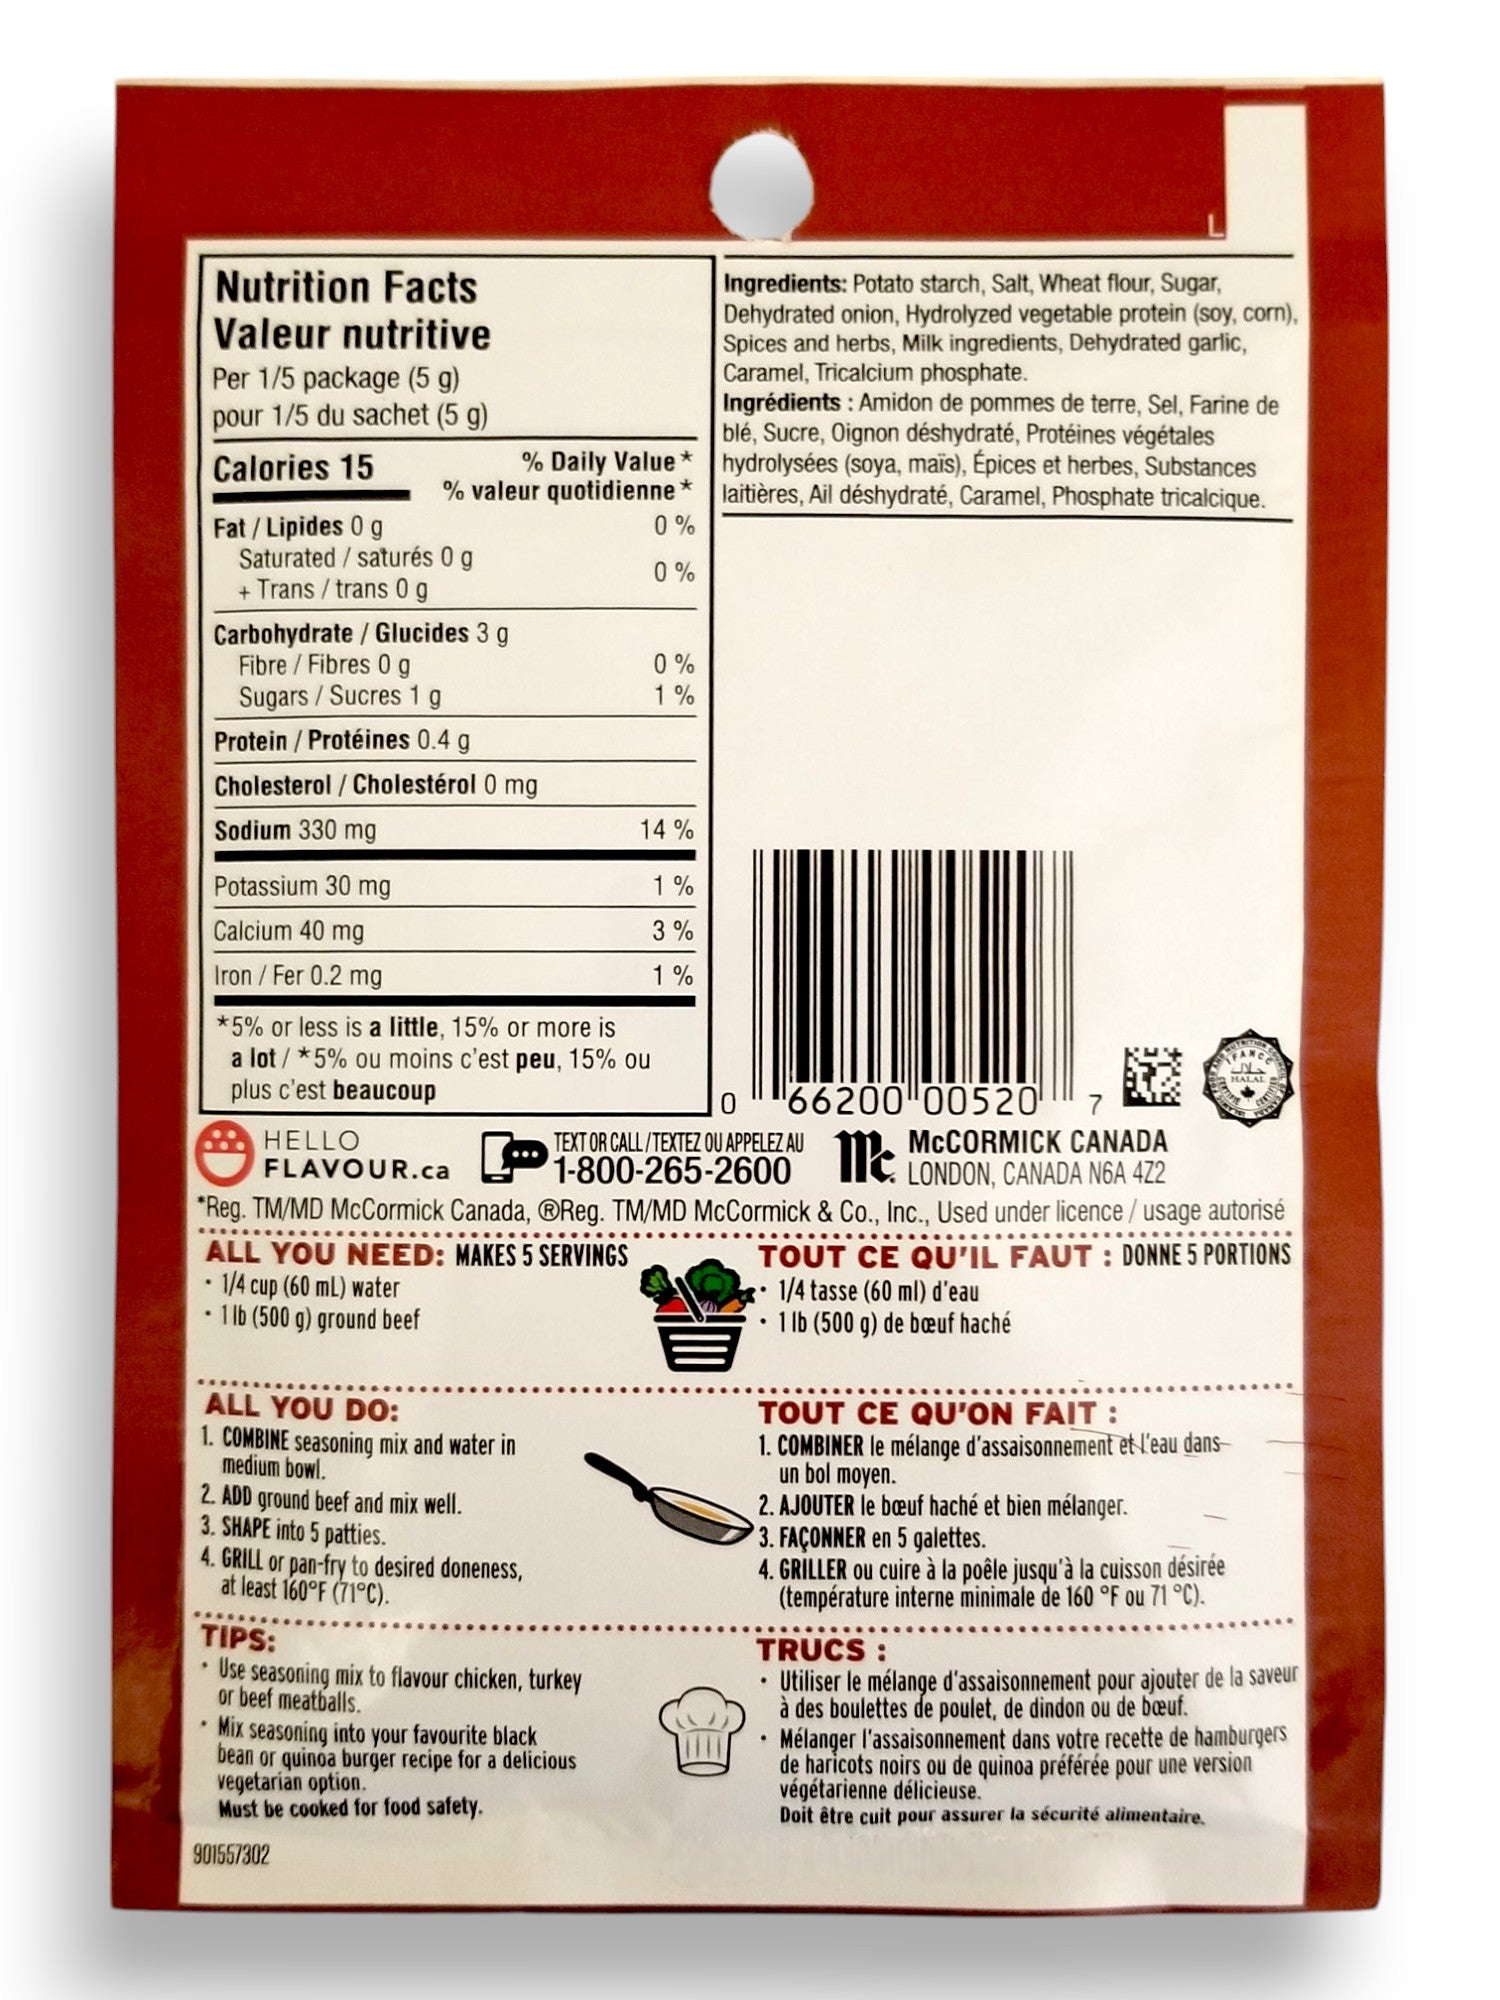 L
Nutrition Facts
Valeur nutritive
Per 1/5 package (5 g)
pour 1/5 du sachet (5 g)
Calories 15
% Daily Value*
% valeur quotidienne*
Fat / Lipides 0 g 0 %
Saturated / saturés 0 g
+ Trans / trans 0 g
0 %
Carbohydrate / Glucides 3 g
Fibre / Fibres 0 g 0 %
Sugars / Sucres 1 g 1 %
Protein / Protéines 0.4 g
Cholesterol / Cholestérol 0 mg
Sodium 330 mg 14 %
Potassium 30 mg 1 %
Calcium 40 mg 3 %
Iron / Fer 0.2 mg 1 %
*5% or less is a little, 15% or more is
a lot / *5% ou moins c'est peu, 15% ou
plus c'est beaucoup
Ingredients: Potato starch, Salt, Wheat flour, Sugar,
Dehydrated onion, Hydrolyzed vegetable protein (soy, corn),
Spices and herbs, Milk ingredients, Dehydrated garlic,
Caramel, Tricalcium phosphate.
Ingrédients : Amidon de pommes de terre, Sel, Farine de
blé, Sucre, Oignon déshydraté, Protéines végétales
hydrolysées (soya, maïs), Épices et herbes, Substances
laitières, Ail déshydraté, Caramel, Phosphate tricalcique.
0 66200 00520 7
IFANCC
حلال
HALAL
HELLO
FLAVOUR.ca
TEXT OR CALL / TEXTEZ OU APPELEZ AU
1-800-265-2600
Mc
McCORMICK CANADA
LONDON, CANADA N6A 4Z2
*Reg. TM/MD McCormick Canada, ®Reg. TM/MD McCormick & Co., Inc., Used under licence / usage autorisé
ALL YOU NEED: MAKES 5 SERVINGS
• 1/4 cup (60 mL) water
• 1 lb (500 g) ground beef
TOUT CE QU'IL FAUT : DONNE 5 PORTIONS
• 1/4 tasse (60 ml) d'eau
• 1 lb (500 g) de bœuf haché
ALL YOU DO:
1. COMBINE seasoning mix and water in
medium bowl.
2. ADD ground beef and mix well.
3. SHAPE into 5 patties.
4. GRILL or pan-fry to desired doneness,
at least 160°F (71°C).
TOUT CE QU'ON FAIT :
1. COMBINER le mélange d'assaisonnement et l'eau dans
un bol moyen.
2. AJOUTER le bœuf haché et bien mélanger.
3. FAÇONNER en 5 galettes.
4. GRILLER ou cuire à la poêle jusqu'à la cuisson désirée
(température interne minimale de 160 °F ou 71 °C).
TIPS:
• Use seasoning mix to flavour chicken, turkey
or beef meatballs.
• Mix seasoning into your favourite black
bean or quinoa burger recipe for a delicious
vegetarian option.
Must be cooked for food safety.
TRUCS :
• Utiliser le mélange d'assaisonnement pour ajouter de la saveur
à des boulettes de poulet, de dindon ou de bœuf.
• Mélanger l'assaisonnement dans votre recette de hamburgers
de haricots noirs ou de quinoa préférée pour une version
végétarienne délicieuse.
Doit être cuit pour assurer la sécurité alimentaire.
901557302